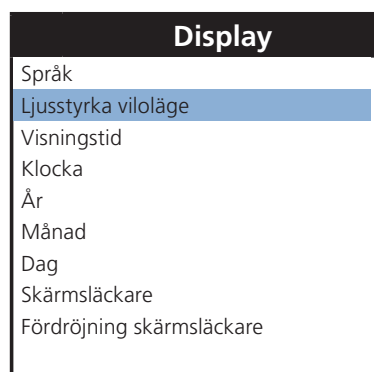 Display
Språk
Ljusstyrka viloläge
Visningstid
Klocka
År
Månad
Dag
Skärmsläckare
Fördröjning skärmsläckare